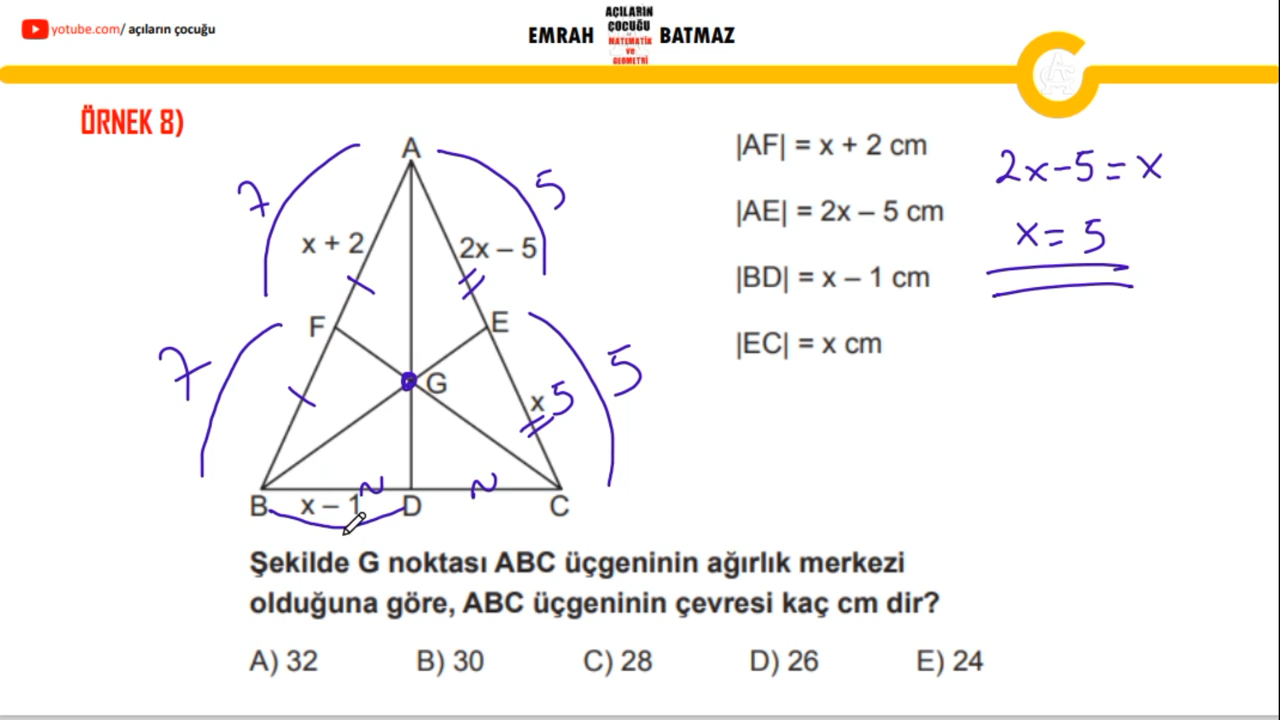 yotube.com/ açıların çocuğu
EMRAH
AÇILARIN
ÇOCUĞU
MATEMATİK
ve
GEOMETRİ
BATMAZ
ÖRNEK 8)
A
7
5
x + 2
2x – 5
F
E
7
G
x 5
5
B
x – 1
D
C
|AF| = x + 2 cm
|AE| = 2x – 5 cm
|BD| = x – 1 cm
|EC| = x cm
2x-5=x
x=5
Şekilde G noktası ABC üçgeninin ağırlık merkezi
olduğuna göre, ABC üçgeninin çevresi kaç cm dir?
A) 32 B) 30 C) 28 D) 26 E) 24